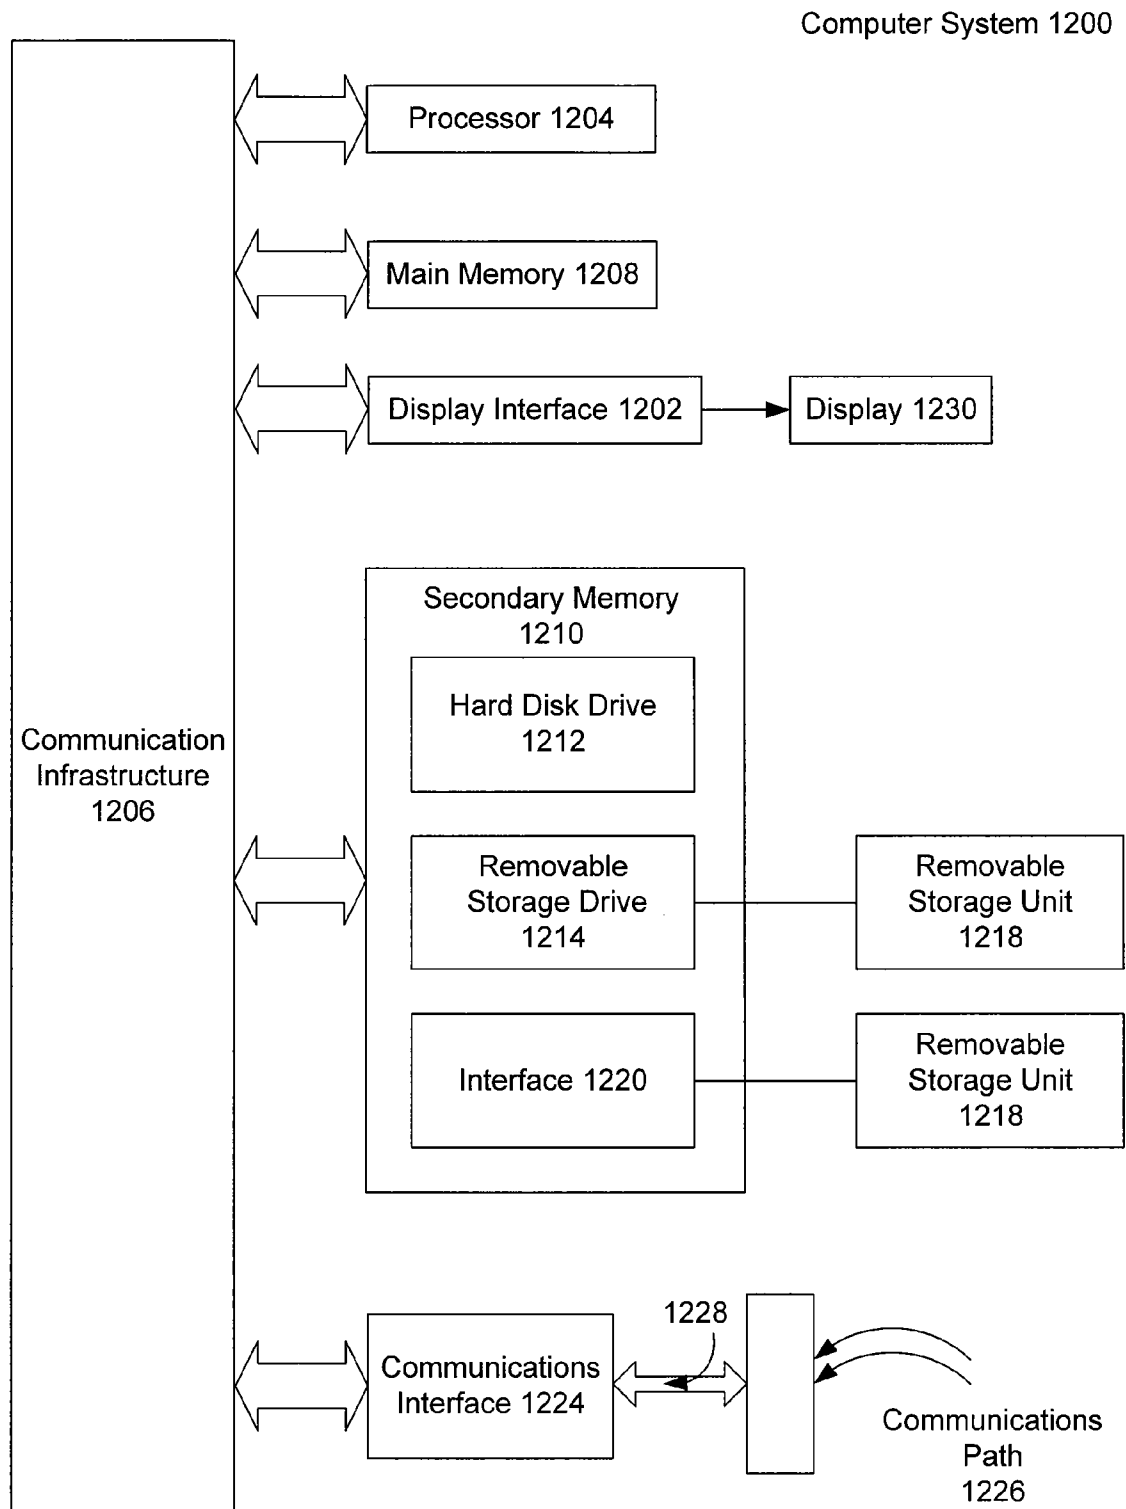 Computer System 1200
Processor 1204
Main Memory 1208
Display Interface 1202
Display 1230
Secondary Memory
1210
Hard Disk Drive
1212
Communication
Infrastructure
1206
Removable
Storage Drive
1214
Removable
Storage Unit
1218
Interface 1220
Removable
Storage Unit
1218
1228
Communications
Interface 1224
Communications
Path
1226